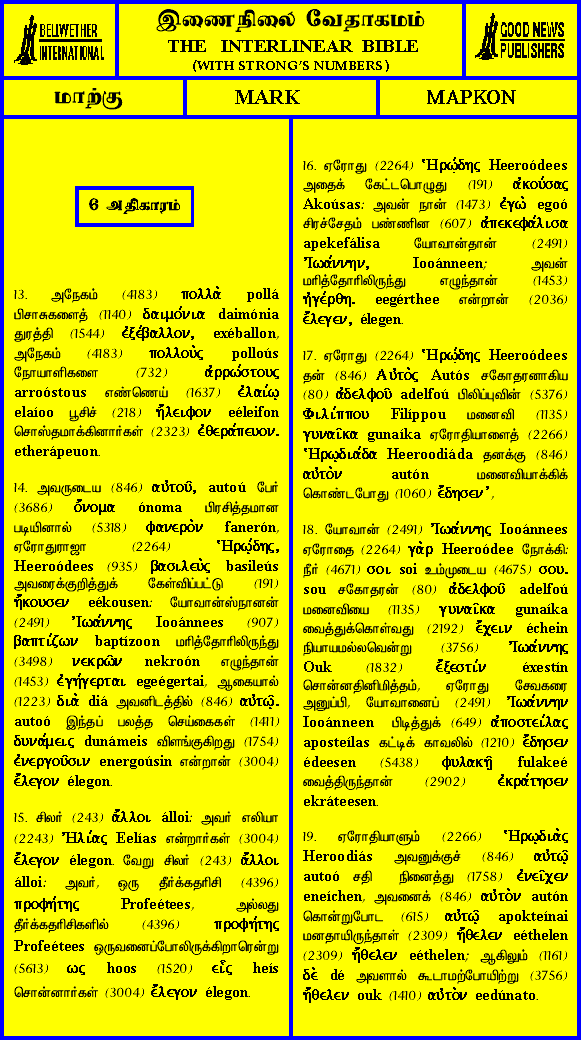 BELLWETHER
INTERNATIONAL
இணைநிலை வேதாகமம்
THE INTERLINEAR BIBLE
(WITH STRONG'S NUMBERS)
GOOD NEWS
PUBLISHERS
மாற்கு
MARK
ΜΑΡΚΟΝ
6 அதிகாரம்
13. அநேகம் (4183) πολλὰ pollá
பிசாசுகளைத் (1140) δαιμόνια daimónia
துரத்தி (1544) ἐξέβαλλον, exéballon,
அநேகம் (4183) πολλοὺς polloús
நோயாளிகளை (732) ἀρρώστους
arroóstous எண்ணெய் (1637) ἐλαίῳ
elaíoo பூசிச் (218) ἤλειφον eéleifon
சொஸ்தமாக்கினார்கள் (2323) ἐθεράπευον.
etherápeuon.
14. அவருடைய (846) αὐτοῦ, autoú பேர்
(3686) ὄνομα ónoma பிரசித்தமான
படியினால் (5318) φανερὸν fanerón,
ஏரோதுராஜா (2264) Ἡρῴδης,
Heeroódees (935) βασιλεὺς basileús
அவரைக்குறித்துக் கேள்விப்பட்டு (191)
ἤκουσεν eékousen: யோவான்ஸ்நானன்
(2491) Ἰωάννης Iooánnees (907)
βαπτίζων baptízoon மரித்தோரிலிருந்து
(3498) νεκρῶν nekroón எழுந்தான்
(1453) ἐγήγερται egeégertai, ஆகையால்
(1223) διὰ diá அவனிடத்தில் (846) αὐτῷ.
autoó இந்தப் பலத்த செய்கைகள் (1411)
δυνάμεις dunámeis விளங்குகிறது (1754)
ἐνεργοῦσιν energoúsin என்றான் (3004)
ἔλεγον élegon.
15. சிலர் (243) ἄλλοι álloi: அவர் எலியா
(2243) Ἠλίας Eelías என்றார்கள் (3004)
ἔλεγον élegon. வேறு சிலர் (243) ἄλλοι
álloi: அவர், ஒரு தீர்க்கதரிசி (4396)
προφήτης Profeétees, அல்லது
தீர்க்கதரிசிகளில் (4396) προφήτης
Profeétees ஒருவனைப்போலிருக்கிறாரென்று
(5613) ως hoos (1520) εἷς heís
சொன்னார்கள் (3004) ἔλεγον élegon.
16. ஏரோது (2264) Ἡρῴδης Heeroódees
அதைக் கேட்டபொழுது (191) ἀκούσας
Akoúsas: அவன் நான் (1473) ἐγὼ egoó
சிரச்சேதம் பண்ணின (607) ἀπεκεφάλισα
apekefálisa யோவான்தான் (2491)
Ἰωάννην, Iooánneen; அவன்
மரித்தோரிலிருந்து எழுந்தான் (1453)
ἠγέρθη. eegérthee என்றான் (2036)
ἔλεγεν, élegen.
17. ஏரோது (2264) Ἡρῴδης Heeroódees
தன் (846) Αὐτὸς Autós சகோதரனாகிய
(80) ἀδελφοῦ adelfoú பிலிப்புவின் (5376)
Φιλίππου Filíppou மனைவி (1135)
γυναῖκα gunaíka ஏரோதியாளைத் (2266)
Ἡρῳδιάδα Heeroodiáda தனக்கு (846)
αὐτὸν autón மனைவியாக்கிக்
கொண்டபோது (1060) ἔδησεν',
18. யோவான் (2491) Ἰωάννης Iooánnees
ஏரோதை (2264) γὰρ Heeroódee நோக்கி:
நீர் (4671) σοι soi உம்முடைய (4675) σου.
sou சகோதரன் (80) ἀδελφοῦ adelfoú
மனைவியை (1135) γυναῖκα gunaíka
வைத்துக்கொள்வது (2192) ἔχειν échein
நியாயமல்லவென்று (3756) Ἰωάννης
Ouk (1832) ἔξεστίν éxestín
சொன்னதினிமித்தம், ஏரோது சேவகரை
அனுப்பி, யோவானைப் (2491) Ἰωάννην
Iooánneen பிடித்துக் (649) ἀποστείλας
aposteílas கட்டிக் காவலில் (1210) ἔδησεν
édeesen (5438) φυλακῇ fulakeé
வைத்திருந்தான் (2902) ἐκράτησεν
ekráteesen.
19. ஏரோதியாளும் (2266) Ἡρῳδιὰς
Heroodiás அவனுக்குச் (846) αὐτῷ
autoó சதி நினைத்து (1758) ἐνεῖχεν
eneíchen, அவனைக் (846) αὐτὸν autón
கொன்றுபோட (615) αὐτῷ apokteínai
மனதாயிருந்தாள் (2309) ἤθελεν eéthelen
(2309) ἤθελεν eéthelen; ஆகிலும் (1161)
δὲ dé அவளால் கூடாமற்போயிற்று (3756)
ἤθελεν ouk (1410) αὐτὸν eedúnato.